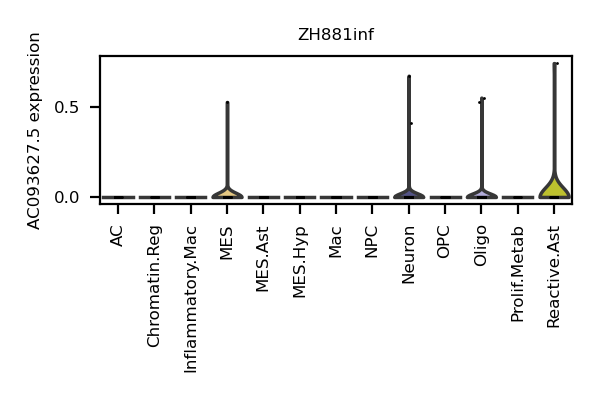 ZH881inf
AC093627.5 expression
0.5
0.0
AC
Chromatin.Reg
Inflammatory.Mac
MES
MES.Ast
MES.Hyp
Mac
NPC
Neuron
OPC
Oligo
Prolif.Metab
Reactive.Ast